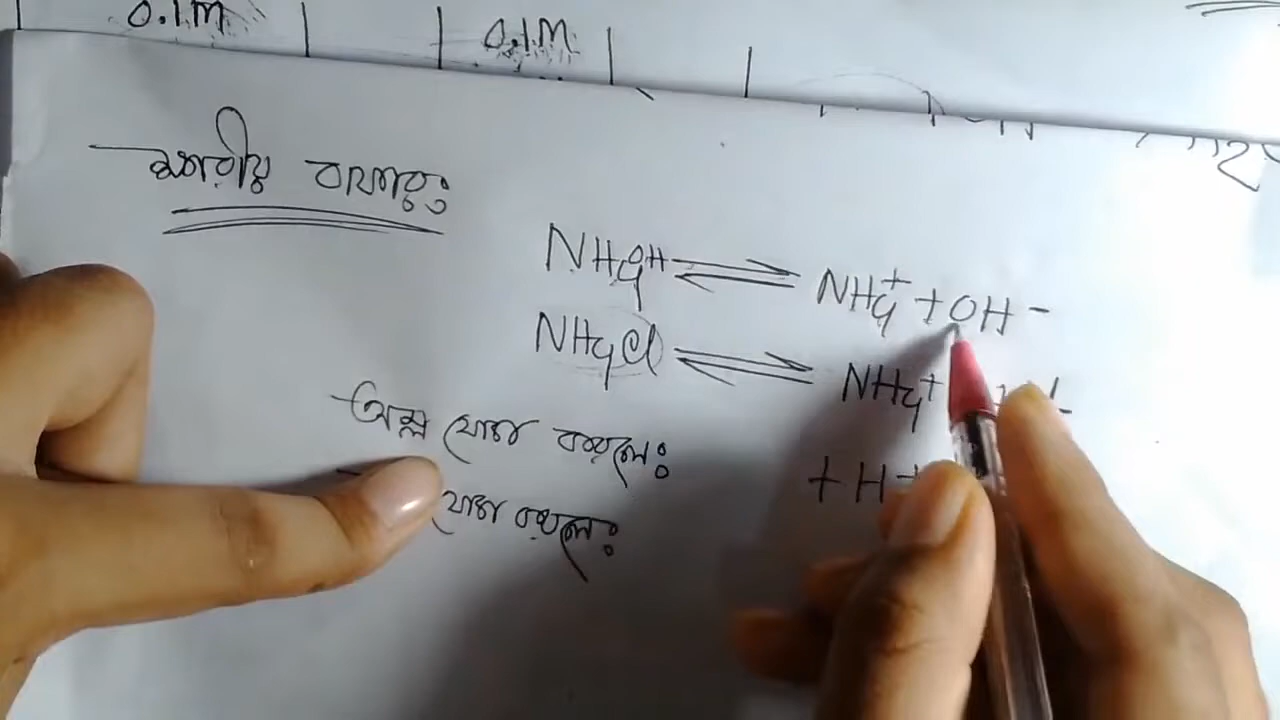 0.1M 0.1M
ক্ষারীয় বাফারঃ
NH4OH ⇌ NH4+ + OH-
NH4Cl ⇌ NH4+
অম্ল যোগ করলেঃ
+ H+
যোগ করলেঃ